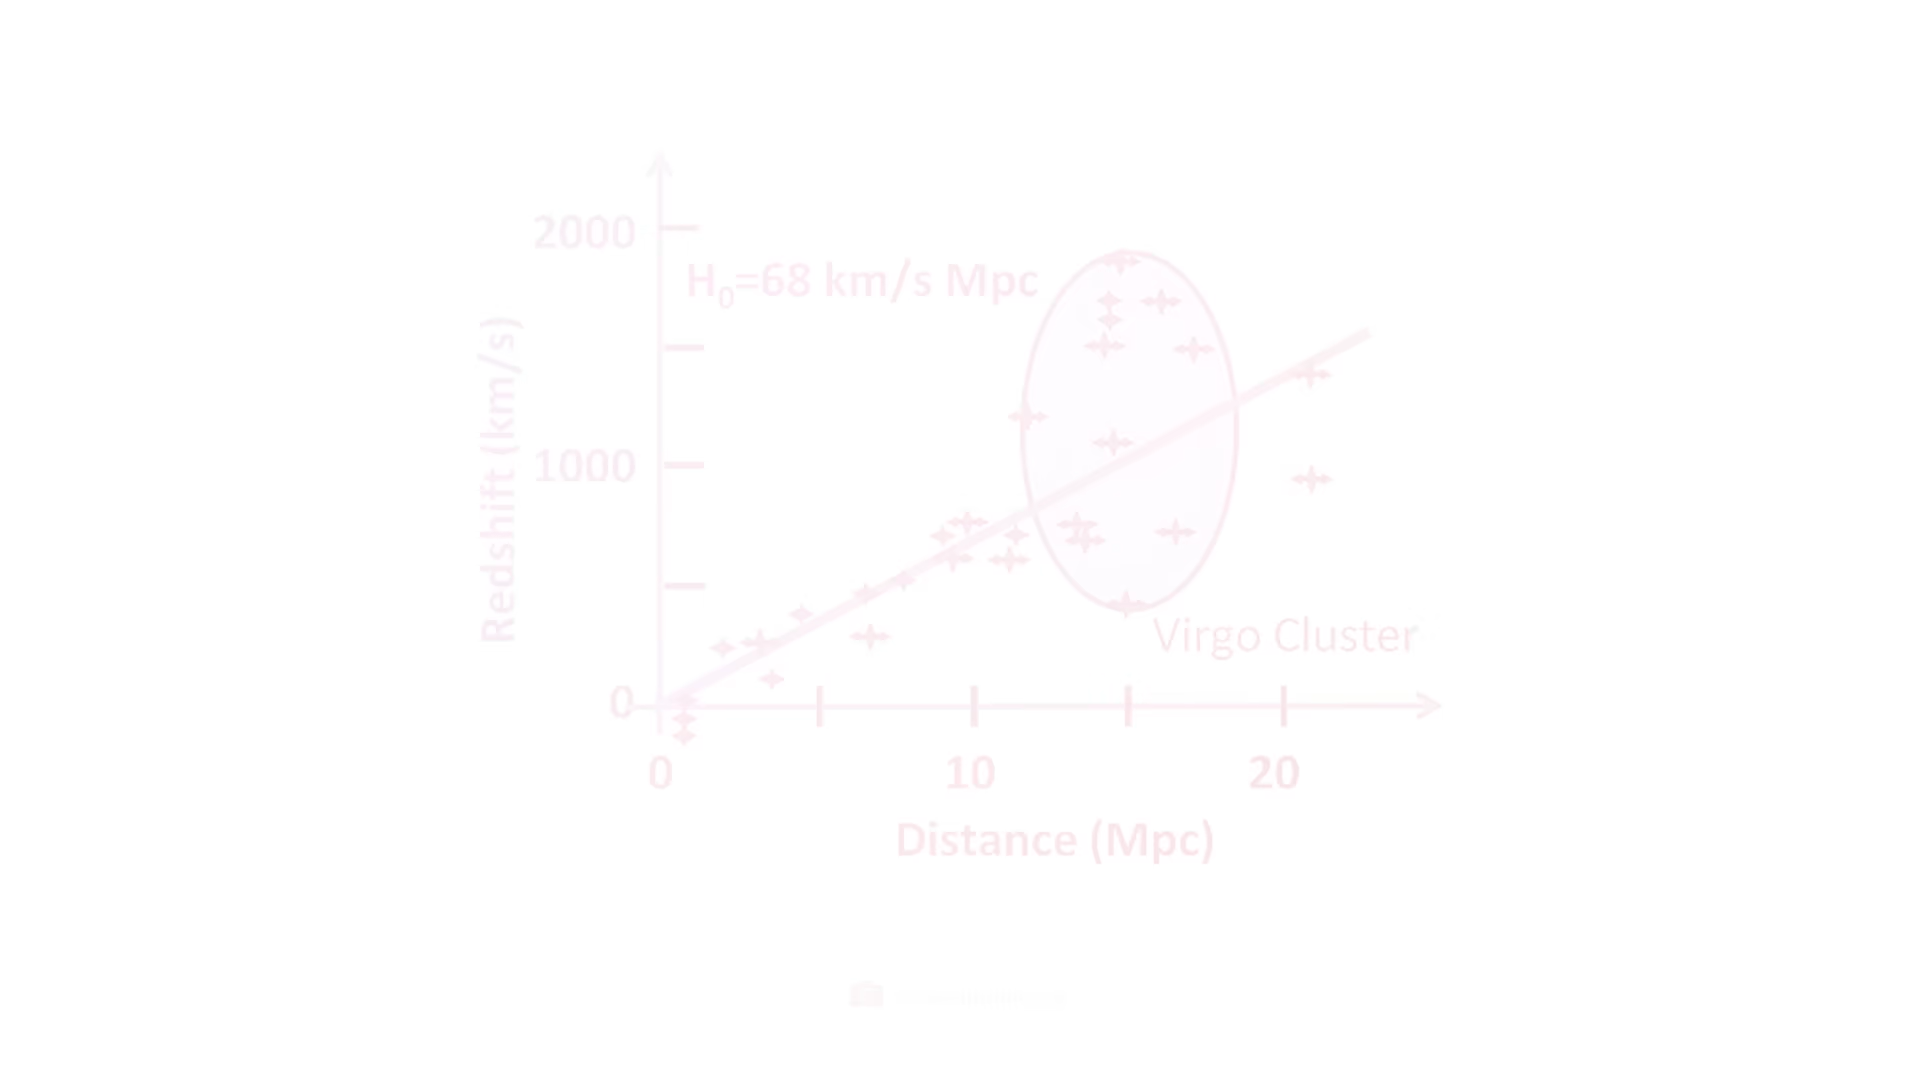 2000
H₀=68 km/s Mpc
Redshift (km/s)
1000
Virgo Cluster
0
0
10
20
Distance (Mpc)